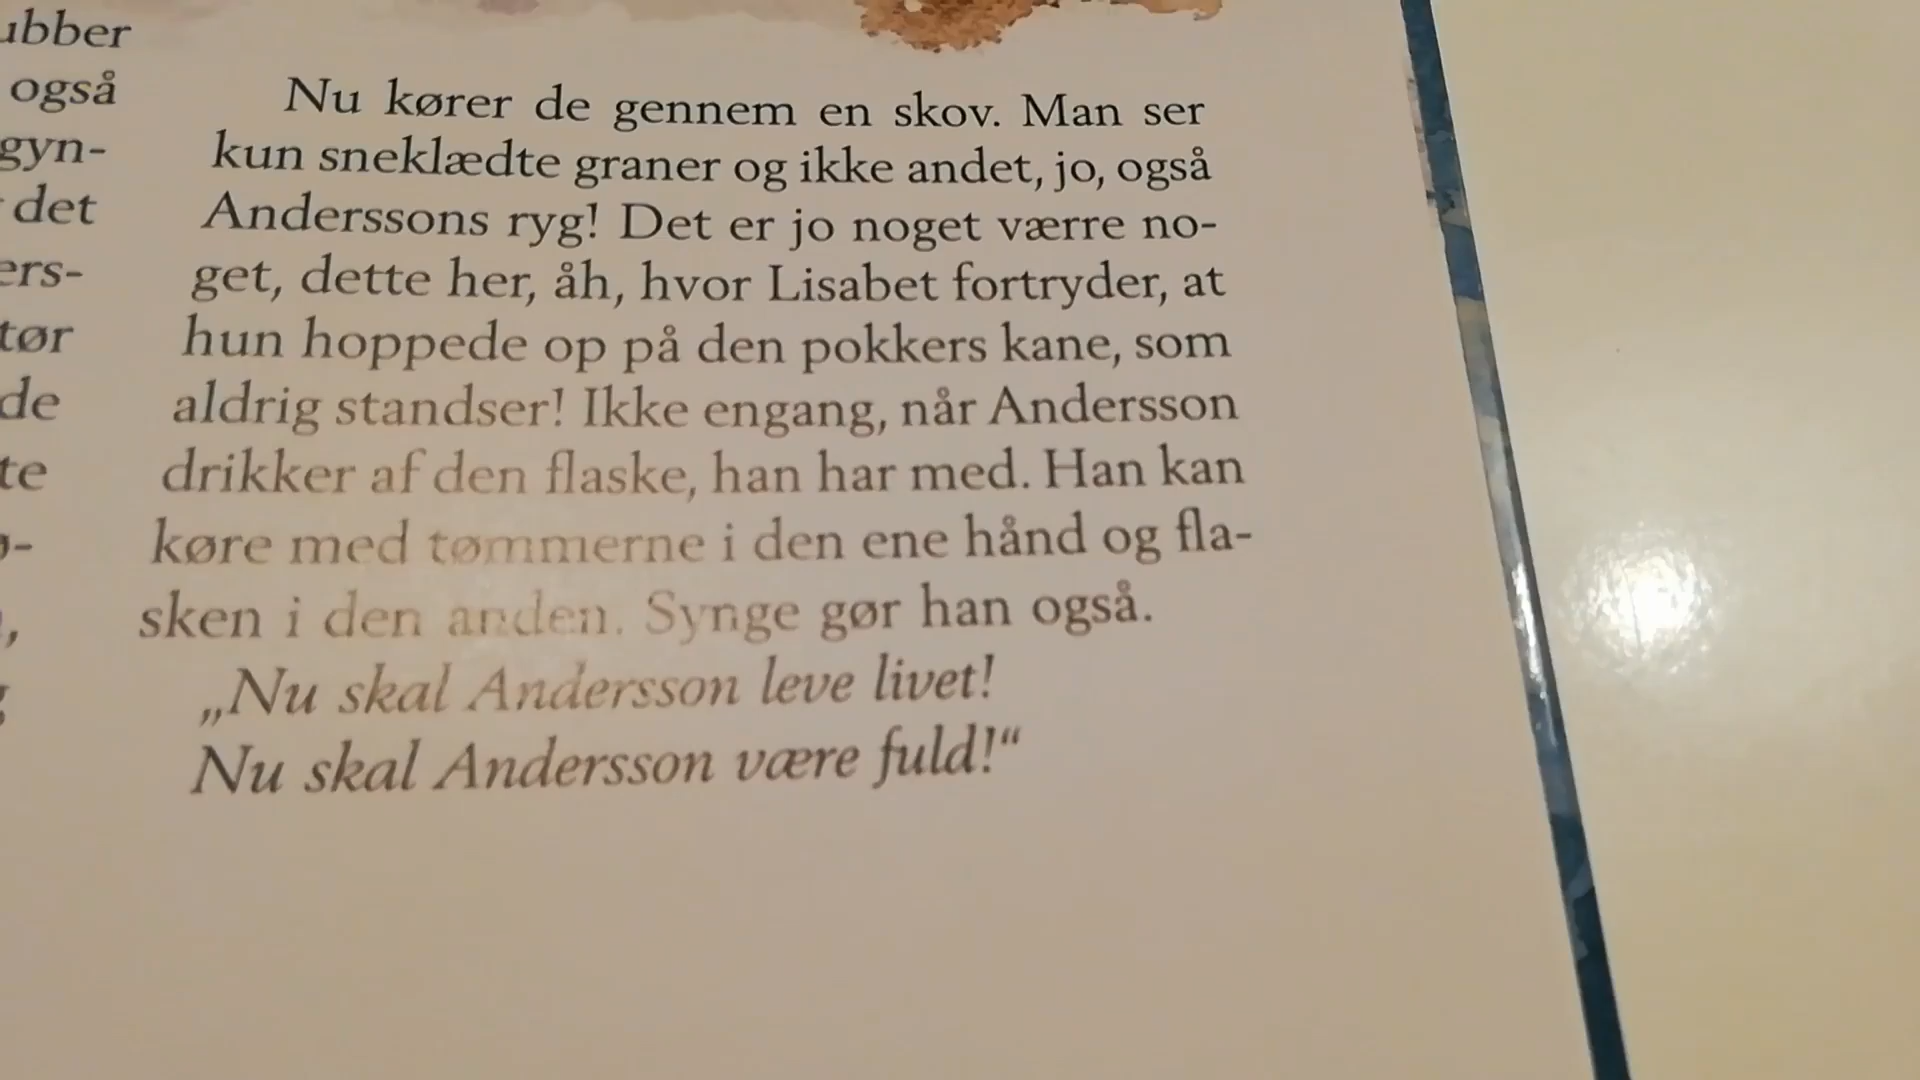 også
det
Nu kører de gennem en skov. Man ser
kun sneklædte graner og ikke andet, jo, også
Anderssons ryg! Det er jo noget værre no-
get, dette her, åh, hvor Lisabet fortryder, at
hun hoppede op på den pokkers kane, som
aldrig standser! Ikke engang, når Andersson
drikker af den flaske, han har med. Han kan
køre med tømmerne i den ene hånd og fla-
sken i den anden. Synge gør han også.
„Nu skal Andersson leve livet!
Nu skal Andersson være fuld!“